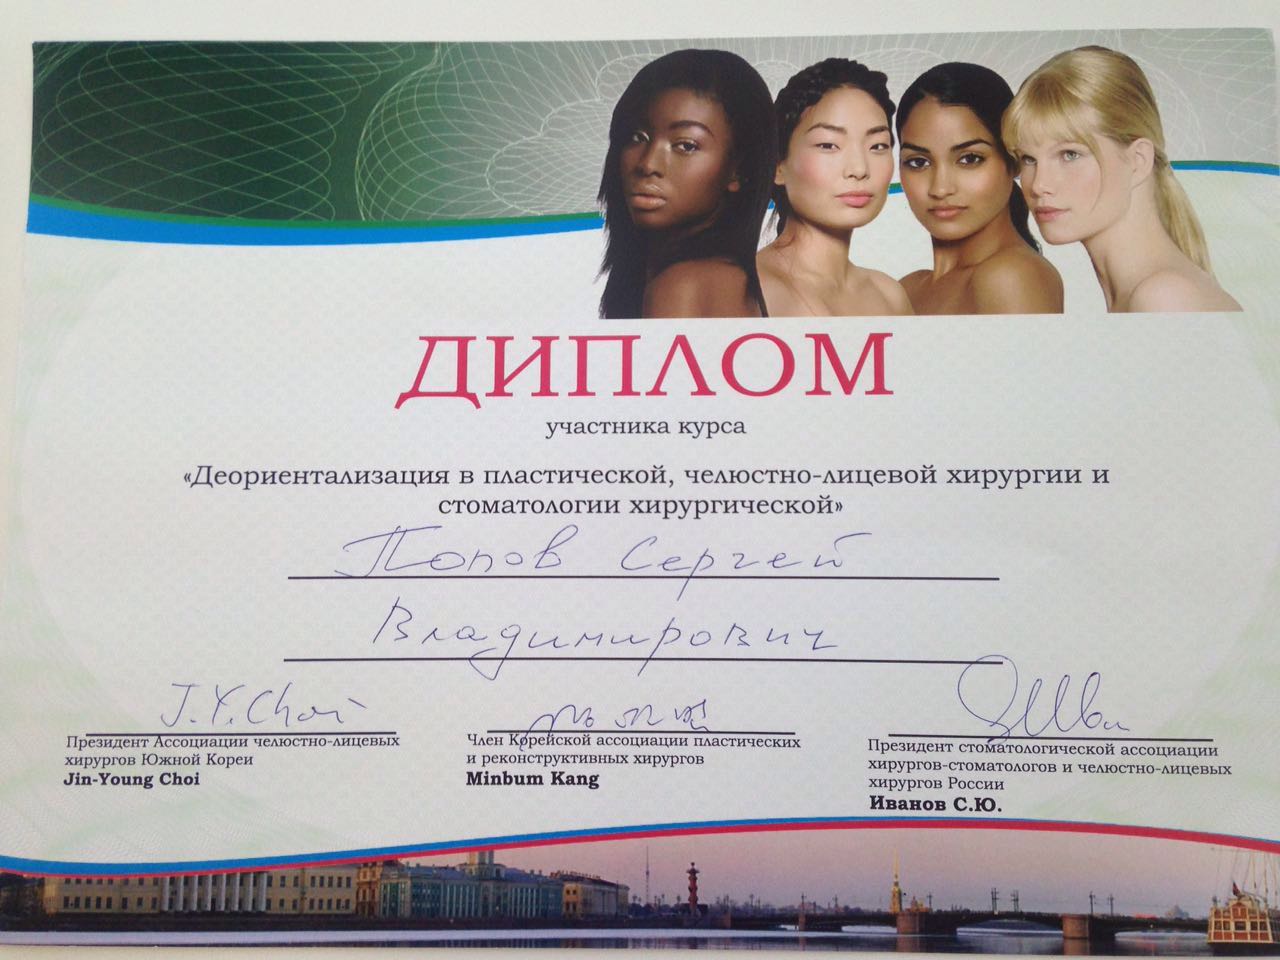 ДИПЛОМ
участника курса
«Деориентализация в пластической, челюстно-лицевой хирургии и
стоматологии хирургической»
Попов Сергей
Владимирович
J.Y. Choi
Президент Ассоциации челюстно-лицевых
хирургов Южной Кореи
Jin-Young Choi
Член Корейской ассоциации пластических
и реконструктивных хирургов
Minbum Kang
Президент стоматологической ассоциации
хирургов-стоматологов и челюстно-лицевых
хирургов России
Иванов С.Ю.